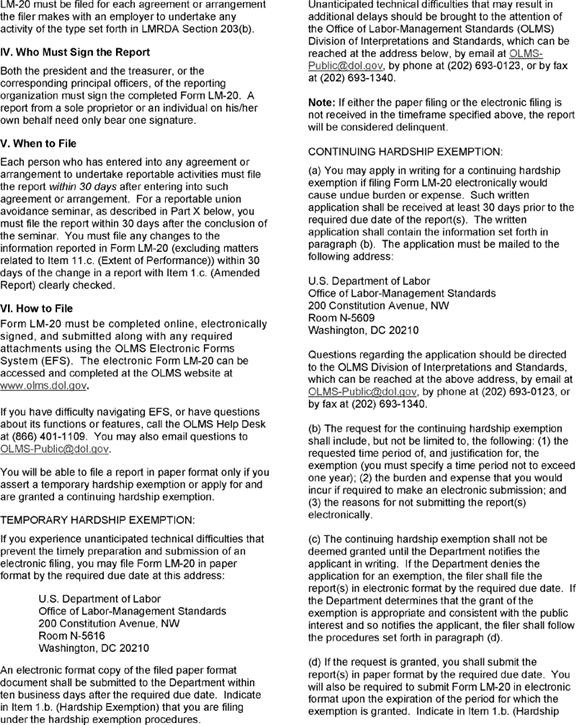 LM-20 must be filed for each agreement or arrangement
the filer makes with an employer to undertake any
activity of the type set forth in LMRDA Section 203(b).
IV. Who Must Sign the Report
Both the president and the treasurer, or the
corresponding principal officers, of the reporting
organization must sign the completed Form LM-20. A
report from a sole proprietor or an individual on his/her
own behalf need only bear one signature.
V. When to File
Each person who has entered into any agreement or
arrangement to undertake reportable activities must file
the report within 30 days after entering into such
agreement or arrangement. For a reportable union
avoidance seminar, as described in Part X below, you
must file the report within 30 days after the conclusion of
the seminar. You must file any changes to the
information reported in Form LM-20 (excluding matters
related to Item 11.c. (Extent of Performance)) within 30
days of the change in a report with Item 1.c. (Amended
Report) clearly checked.
VI. How to File
Form LM-20 must be completed online, electronically
signed, and submitted along with any required
attachments using the OLMS Electronic Forms
System (EFS). The electronic Form LM-20 can be
accessed and completed at the OLMS website at
www.olms.dol.gov.
If you have difficulty navigating EFS, or have questions
about its functions or features, call the OLMS Help Desk
at (866) 401-1109. You may also email questions to
OLMS-Public@dol.gov.
You will be able to file a report in paper format only if you
assert a temporary hardship exemption or apply for and
are granted a continuing hardship exemption.
TEMPORARY HARDSHIP EXEMPTION:
If you experience unanticipated technical difficulties that
prevent the timely preparation and submission of an
electronic filing, you may file Form LM-20 in paper
format by the required due date at this address:
U.S. Department of Labor
Office of Labor-Management Standards
200 Constitution Avenue, NW
Room N-5616
Washington, DC 20210
An electronic format copy of the filed paper format
document shall be submitted to the Department within
ten business days after the required due date. Indicate
in Item 1.b. (Hardship Exemption) that you are filing
under the hardship exemption procedures.
Unanticipated technical difficulties that may result in
additional delays should be brought to the attention of
the Office of Labor-Management Standards (OLMS)
Division of Interpretations and Standards, which can be
reached at the address below, by email at OLMS-
Public@dol.gov, by phone at (202) 693-0123, or by fax
at (202) 693-1340.
Note: If either the paper filing or the electronic filing is
not received in the timeframe specified above, the report
will be considered delinquent.
CONTINUING HARDSHIP EXEMPTION:
(a) You may apply in writing for a continuing hardship
exemption if filing Form LM-20 electronically would
cause undue burden or expense. Such written
application shall be received at least 30 days prior to the
required due date of the report(s). The written
application shall contain the information set forth in
paragraph (b). The application must be mailed to the
following address:
U.S. Department of Labor
Office of Labor-Management Standards
200 Constitution Avenue, NW
Room N-5609
Washington, DC 20210
Questions regarding the application should be directed
to the OLMS Division of Interpretations and Standards,
which can be reached at the above address, by email at
OLMS-Public@dol.gov, by phone at (202) 693-0123, or
by fax at (202) 693-1340.
(b) The request for the continuing hardship exemption
shall include, but not be limited to, the following: (1) the
requested time period of, and justification for, the
exemption (you must specify a time period not to exceed
one year); (2) the burden and expense that you would
incur if required to make an electronic submission; and
(3) the reasons for not submitting the report(s)
electronically.
(c) The continuing hardship exemption shall not be
deemed granted until the Department notifies the
applicant in writing. If the Department denies the
application for an exemption, the filer shall file the
report(s) in electronic format by the required due date. If
the Department determines that the grant of the
exemption is appropriate and consistent with the public
interest and so notifies the applicant, the filer shall follow
the procedures set forth in paragraph (d).
(d) If the request is granted, you shall submit the
report(s) in paper format by the required due date. You
will also be required to submit Form LM-20 in electronic
format upon the expiration of the period for which the
exemption is granted. Indicate in Item 1.b. (Hardship